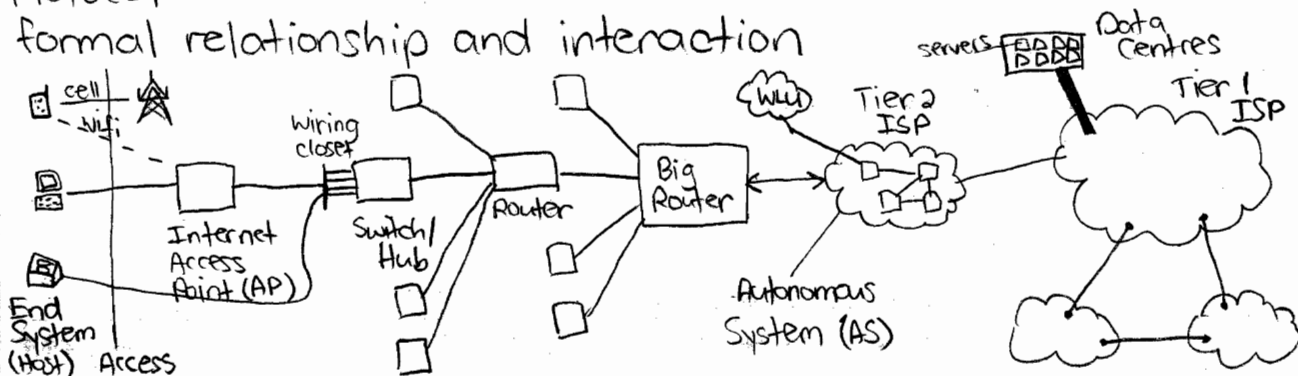 formal relationship and interaction
cell
Wifi
Wiring
closet
servers
Data
Centres
Tier 1
ISP
WLU
Tier 2
ISP
Big
Router
Router
Switch/
Hub
Internet
Access
Point (AP)
Autonomous
System (AS)
End
System
(Host)
Access